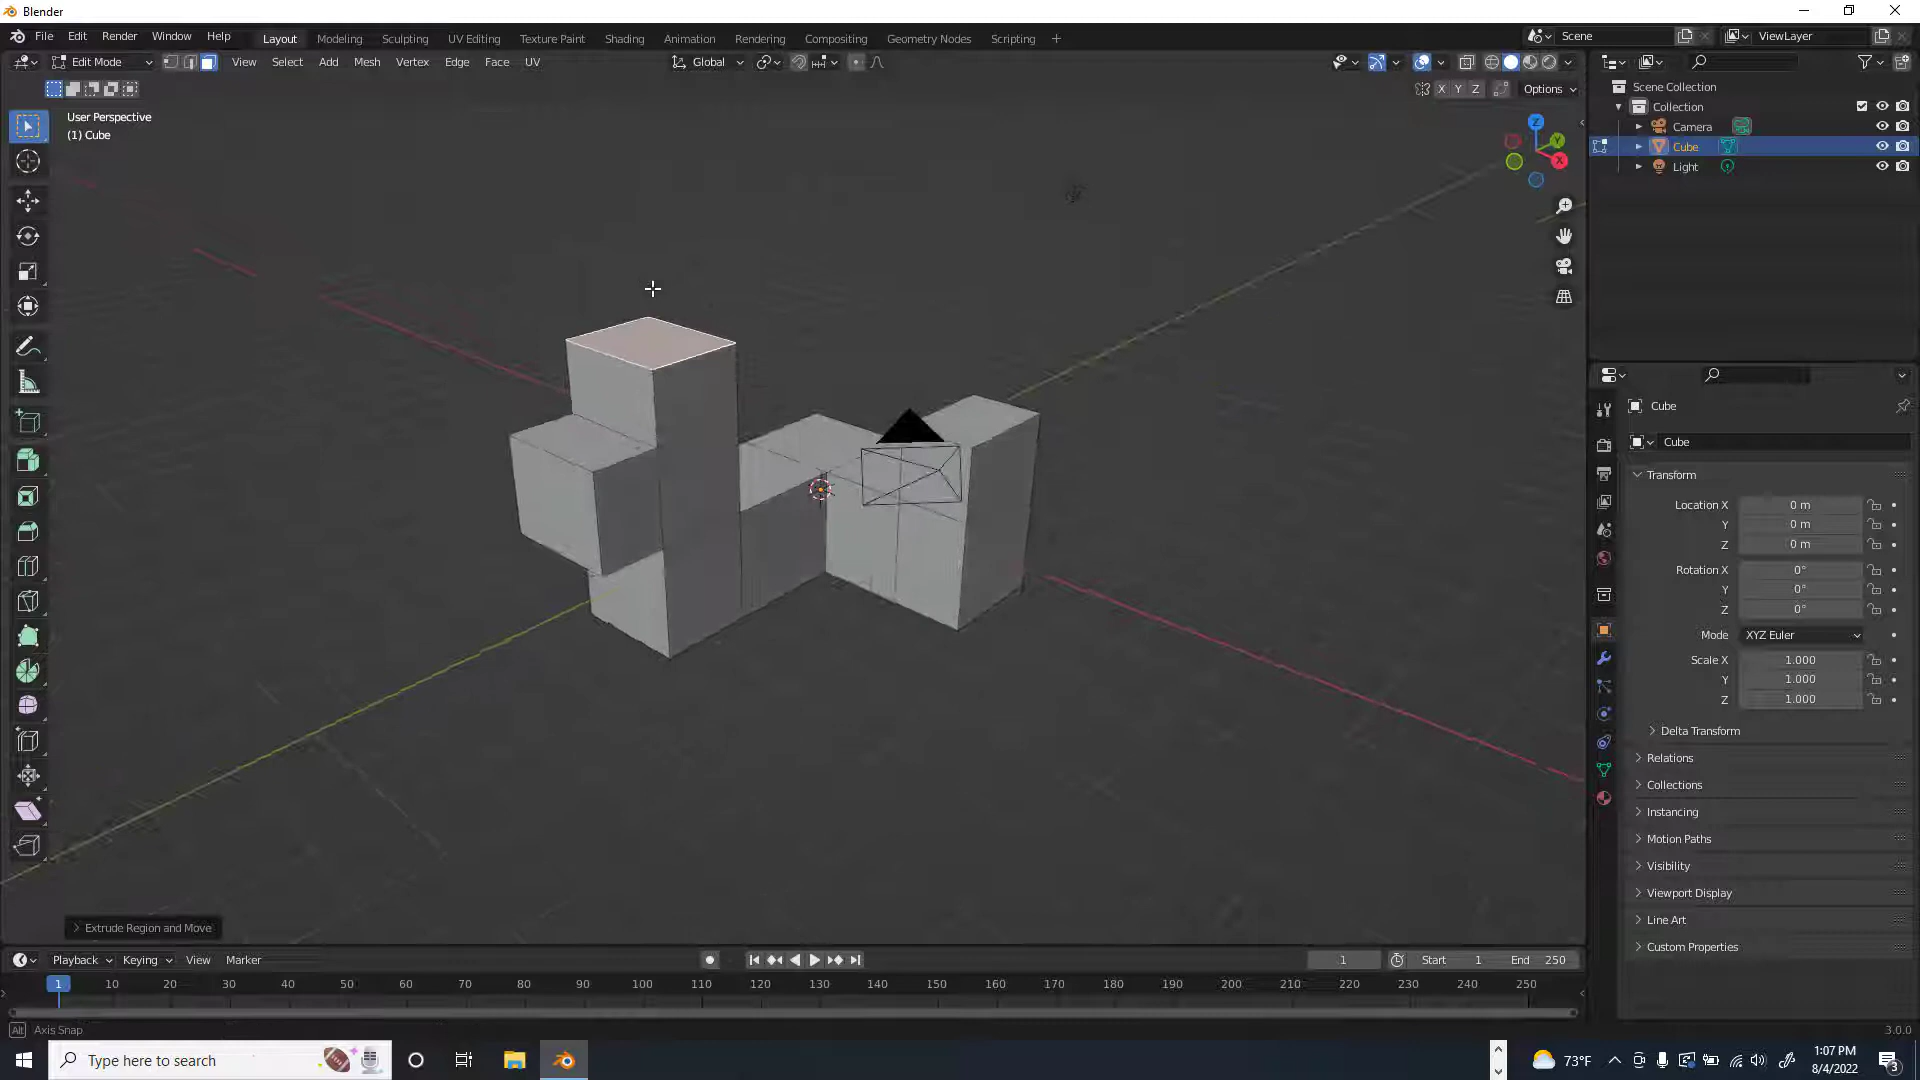 Blender
File Edit Render Window Help Layout Modeling Sculpting UV Editing Texture Paint Shading Animation Rendering Compositing Geometry Nodes Scripting + Scene ViewLayer
Edit Mode View Select Add Mesh Vertex Edge Face UV Global
X Y Z Options
User Perspective
(1) Cube
Z
Y
X
Scene Collection
Collection
Camera
Cube
Light
Cube
Cube
Transform
Location X 0 m
Y 0 m
Z 0 m
Rotation X 0°
Y 0°
Z 0°
Mode XYZ Euler
Scale X 1.000
Y 1.000
Z 1.000
Delta Transform
Relations
Collections
Instancing
Motion Paths
Visibility
Viewport Display
Line Art
Custom Properties
Extrude Region and Move
Playback Keying View Marker 1 Start 1 End 250
1 10 20 30 40 50 60 70 80 90 100 110 120 130 140 150 160 170 180 190 200 210 220 230 240 250
Alt Axis Snap 3.0.0
Type here to search 73°F 1:07 PM
8/4/2022
3